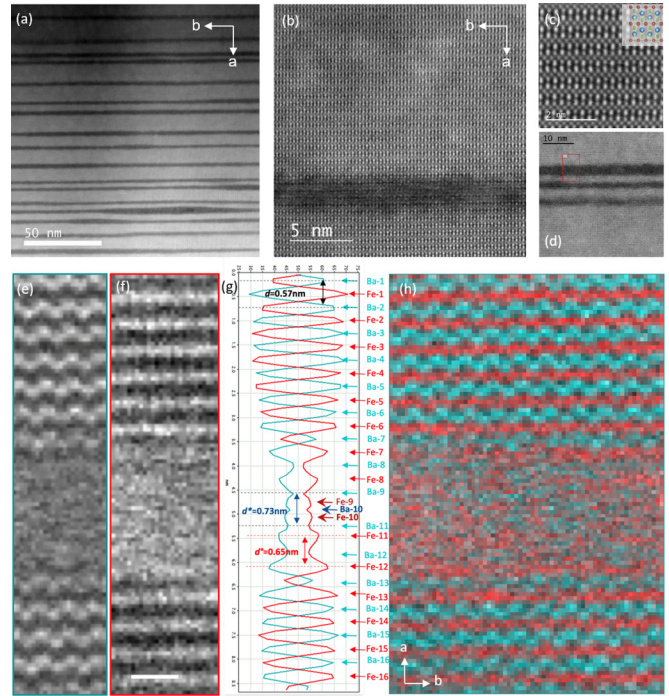 (a)
b
a
50 nm
(b)
b
a
5 nm
(c)
2 nm
10 nm
(d)
(e)
(f)
(g)
(h)
d=0.57nm
d*=0.73nm
d*=0.65nm
Ba-1
Fe-1
Ba-2
Fe-2
Ba-3
Fe-3
Ba-4
Fe-4
Ba-5
Fe-5
Ba-6
Fe-6
Ba-7
Fe-7
Ba-8
Fe-8
Ba-9
Fe-9
Ba-10
Fe-10
Ba-11
Fe-11
Ba-12
Fe-12
Ba-13
Fe-13
Ba-14
Fe-14
Ba-15
Fe-15
Ba-16
Fe-16
a
b